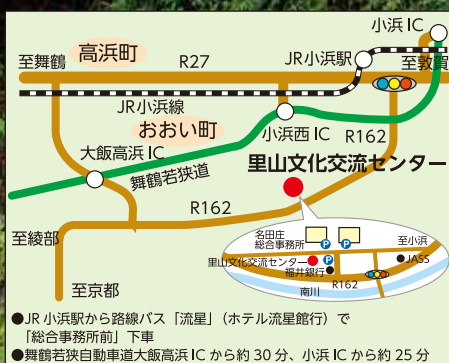 小浜IC
至舞鶴
高浜町
R27
JR小浜駅
至敦賀
JR小浜線
おおい町
小浜西IC
R162
大飯高浜IC
舞鶴若狭道
里山文化交流センター
R162
至綾部
名田庄
総合事務所
P
P
至小浜
里山文化交流センター
P
JASS
福井銀行
R162
南川
至京都
●JR小浜駅から路線バス「流星」(ホテル流星館行)で
「総合事務所前」下車
●舞鶴若狭自動車道大飯高浜ICから約30分、小浜ICから約25分